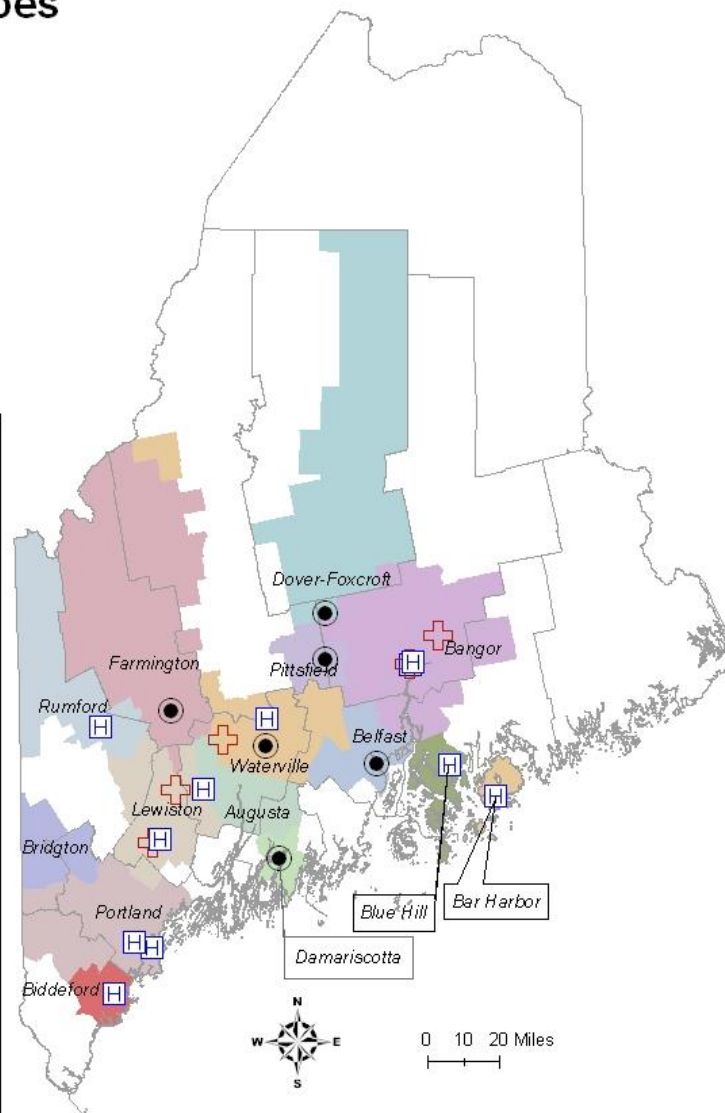 Dover-Foxcroft
Farmington
Pittsfield
Bangor
Rumford
Belfast
Waterville
Lewiston
Augusta
Bridgton
Blue Hill
Bar Harbor
Portland
Damariscotta
Biddeford
N
W E
S
0 10 20 Miles
H
H
H
H
H
H
H
H
H
H